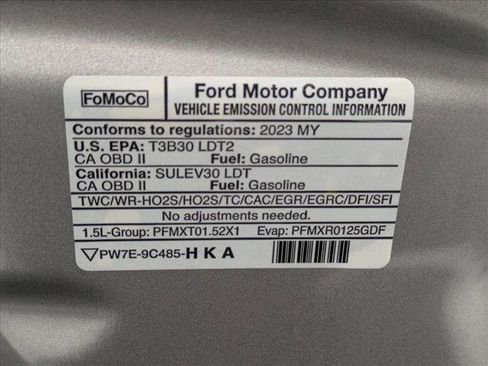 FoMoCo
Ford Motor Company
VEHICLE EMISSION CONTROL INFORMATION
Conforms to regulations: 2023 MY
U.S. EPA: T3B30 LDT2
CA OBD II Fuel: Gasoline
California: SULEV30 LDT
CA OBD II Fuel: Gasoline
TWC/WR-HO2S/HO2S/TC/CAC/EGR/EGRC/DFI/SFI
No adjustments needed.
1.5L-Group: PFMXT01.52X1 Evap: PFMXR0125GDF
PW7E-9C485-HKA